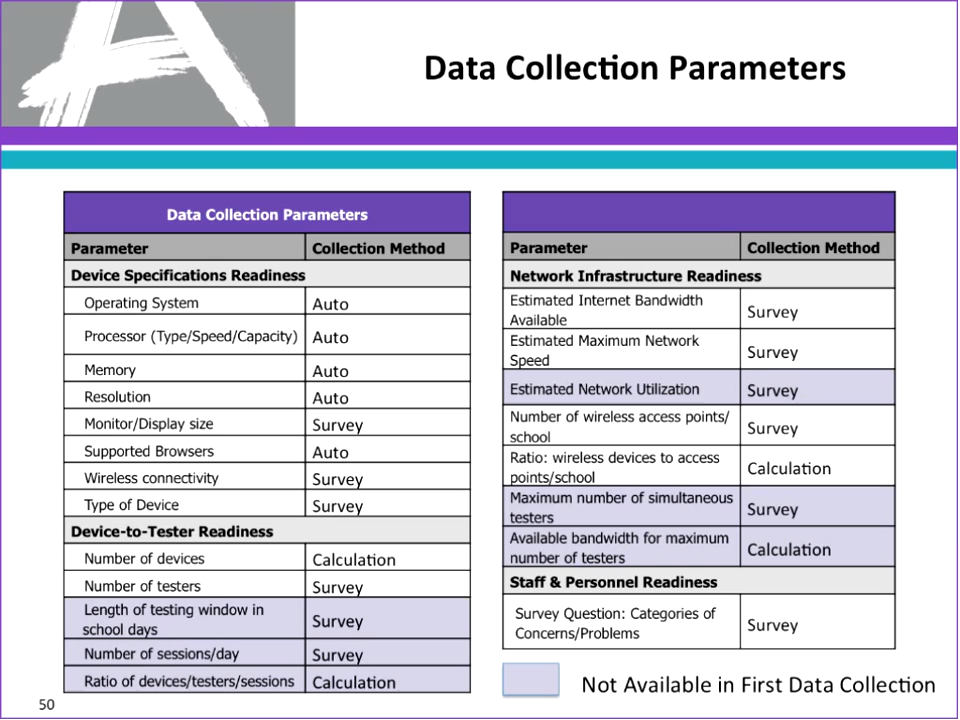 Data Collection Parameters
Data Collection Parameters
Parameter Collection Method
Device Specifications Readiness
Operating System Auto
Processor (Type/Speed/Capacity) Auto
Memory Auto
Resolution Auto
Monitor/Display size Survey
Supported Browsers Auto
Wireless connectivity Survey
Type of Device Survey
Device-to-Tester Readiness
Number of devices Calculation
Number of testers Survey
Length of testing window in
school days Survey
Number of sessions/day Survey
Ratio of devices/testers/sessions Calculation
Parameter Collection Method
Network Infrastructure Readiness
Estimated Internet Bandwidth
Available Survey
Estimated Maximum Network
Speed Survey
Estimated Network Utilization Survey
Number of wireless access points/
school Survey
Ratio: wireless devices to access
points/school Calculation
Maximum number of simultaneous
testers Survey
Available bandwidth for maximum
number of testers Calculation
Staff & Personnel Readiness
Survey Question: Categories of
Concerns/Problems Survey
Not Available in First Data Collection
50